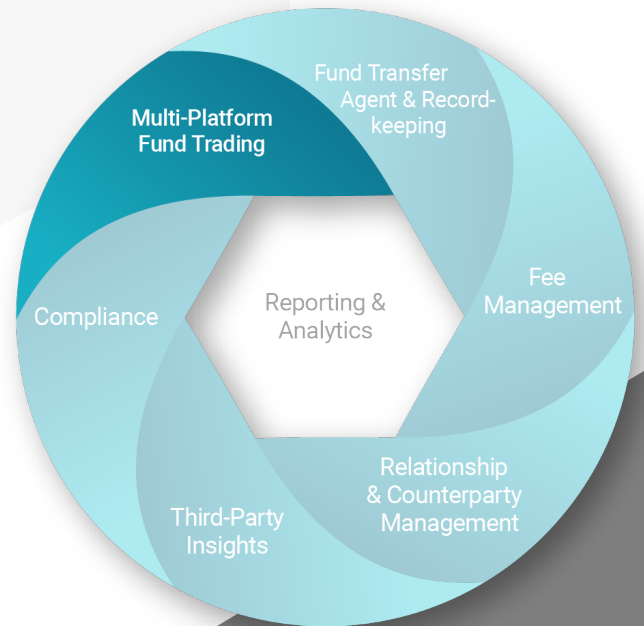 Multi-Platform
Fund Trading
Fund Transfer
Agent & Record-
keeping
Fee
Management
Relationship
& Counterparty
Management
Third-Party
Insights
Compliance
Reporting &
Analytics